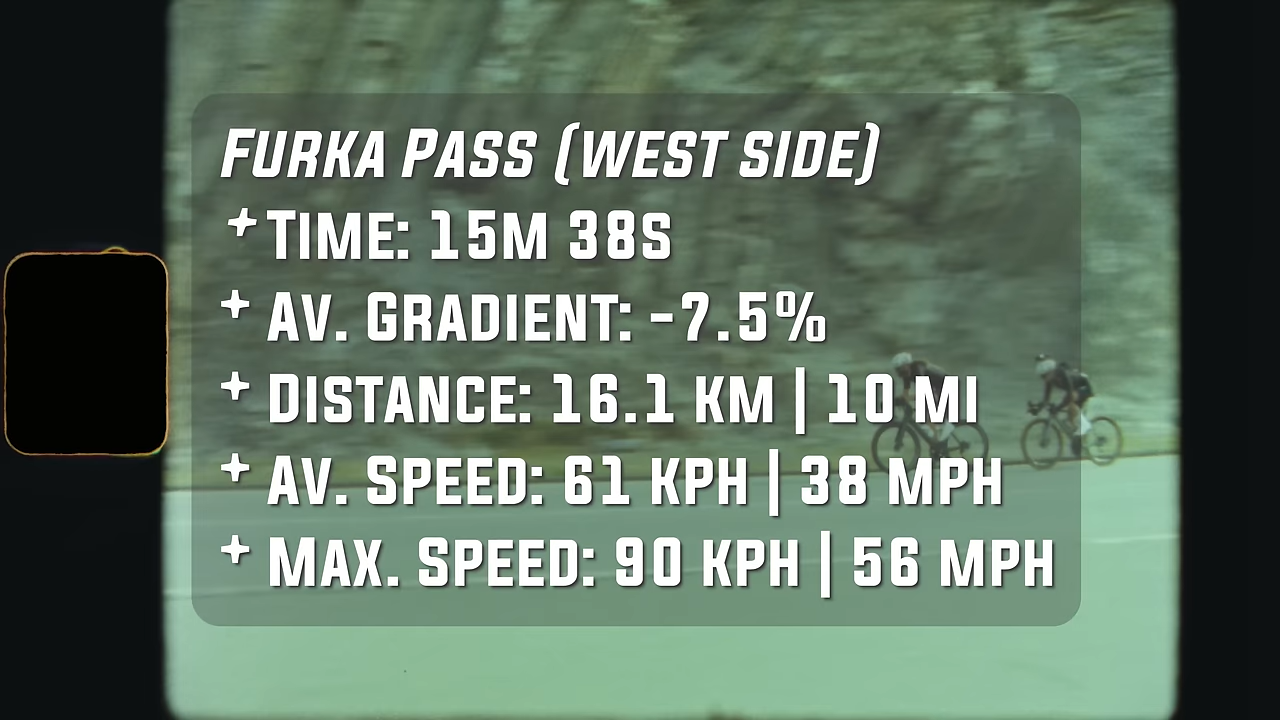 Furka Pass (west side)
Time: 15m 38s
Av. Gradient: -7.5%
Distance: 16.1 km | 10 mi
Av. Speed: 61 kph | 38 mph
Max. Speed: 90 kph | 56 mph